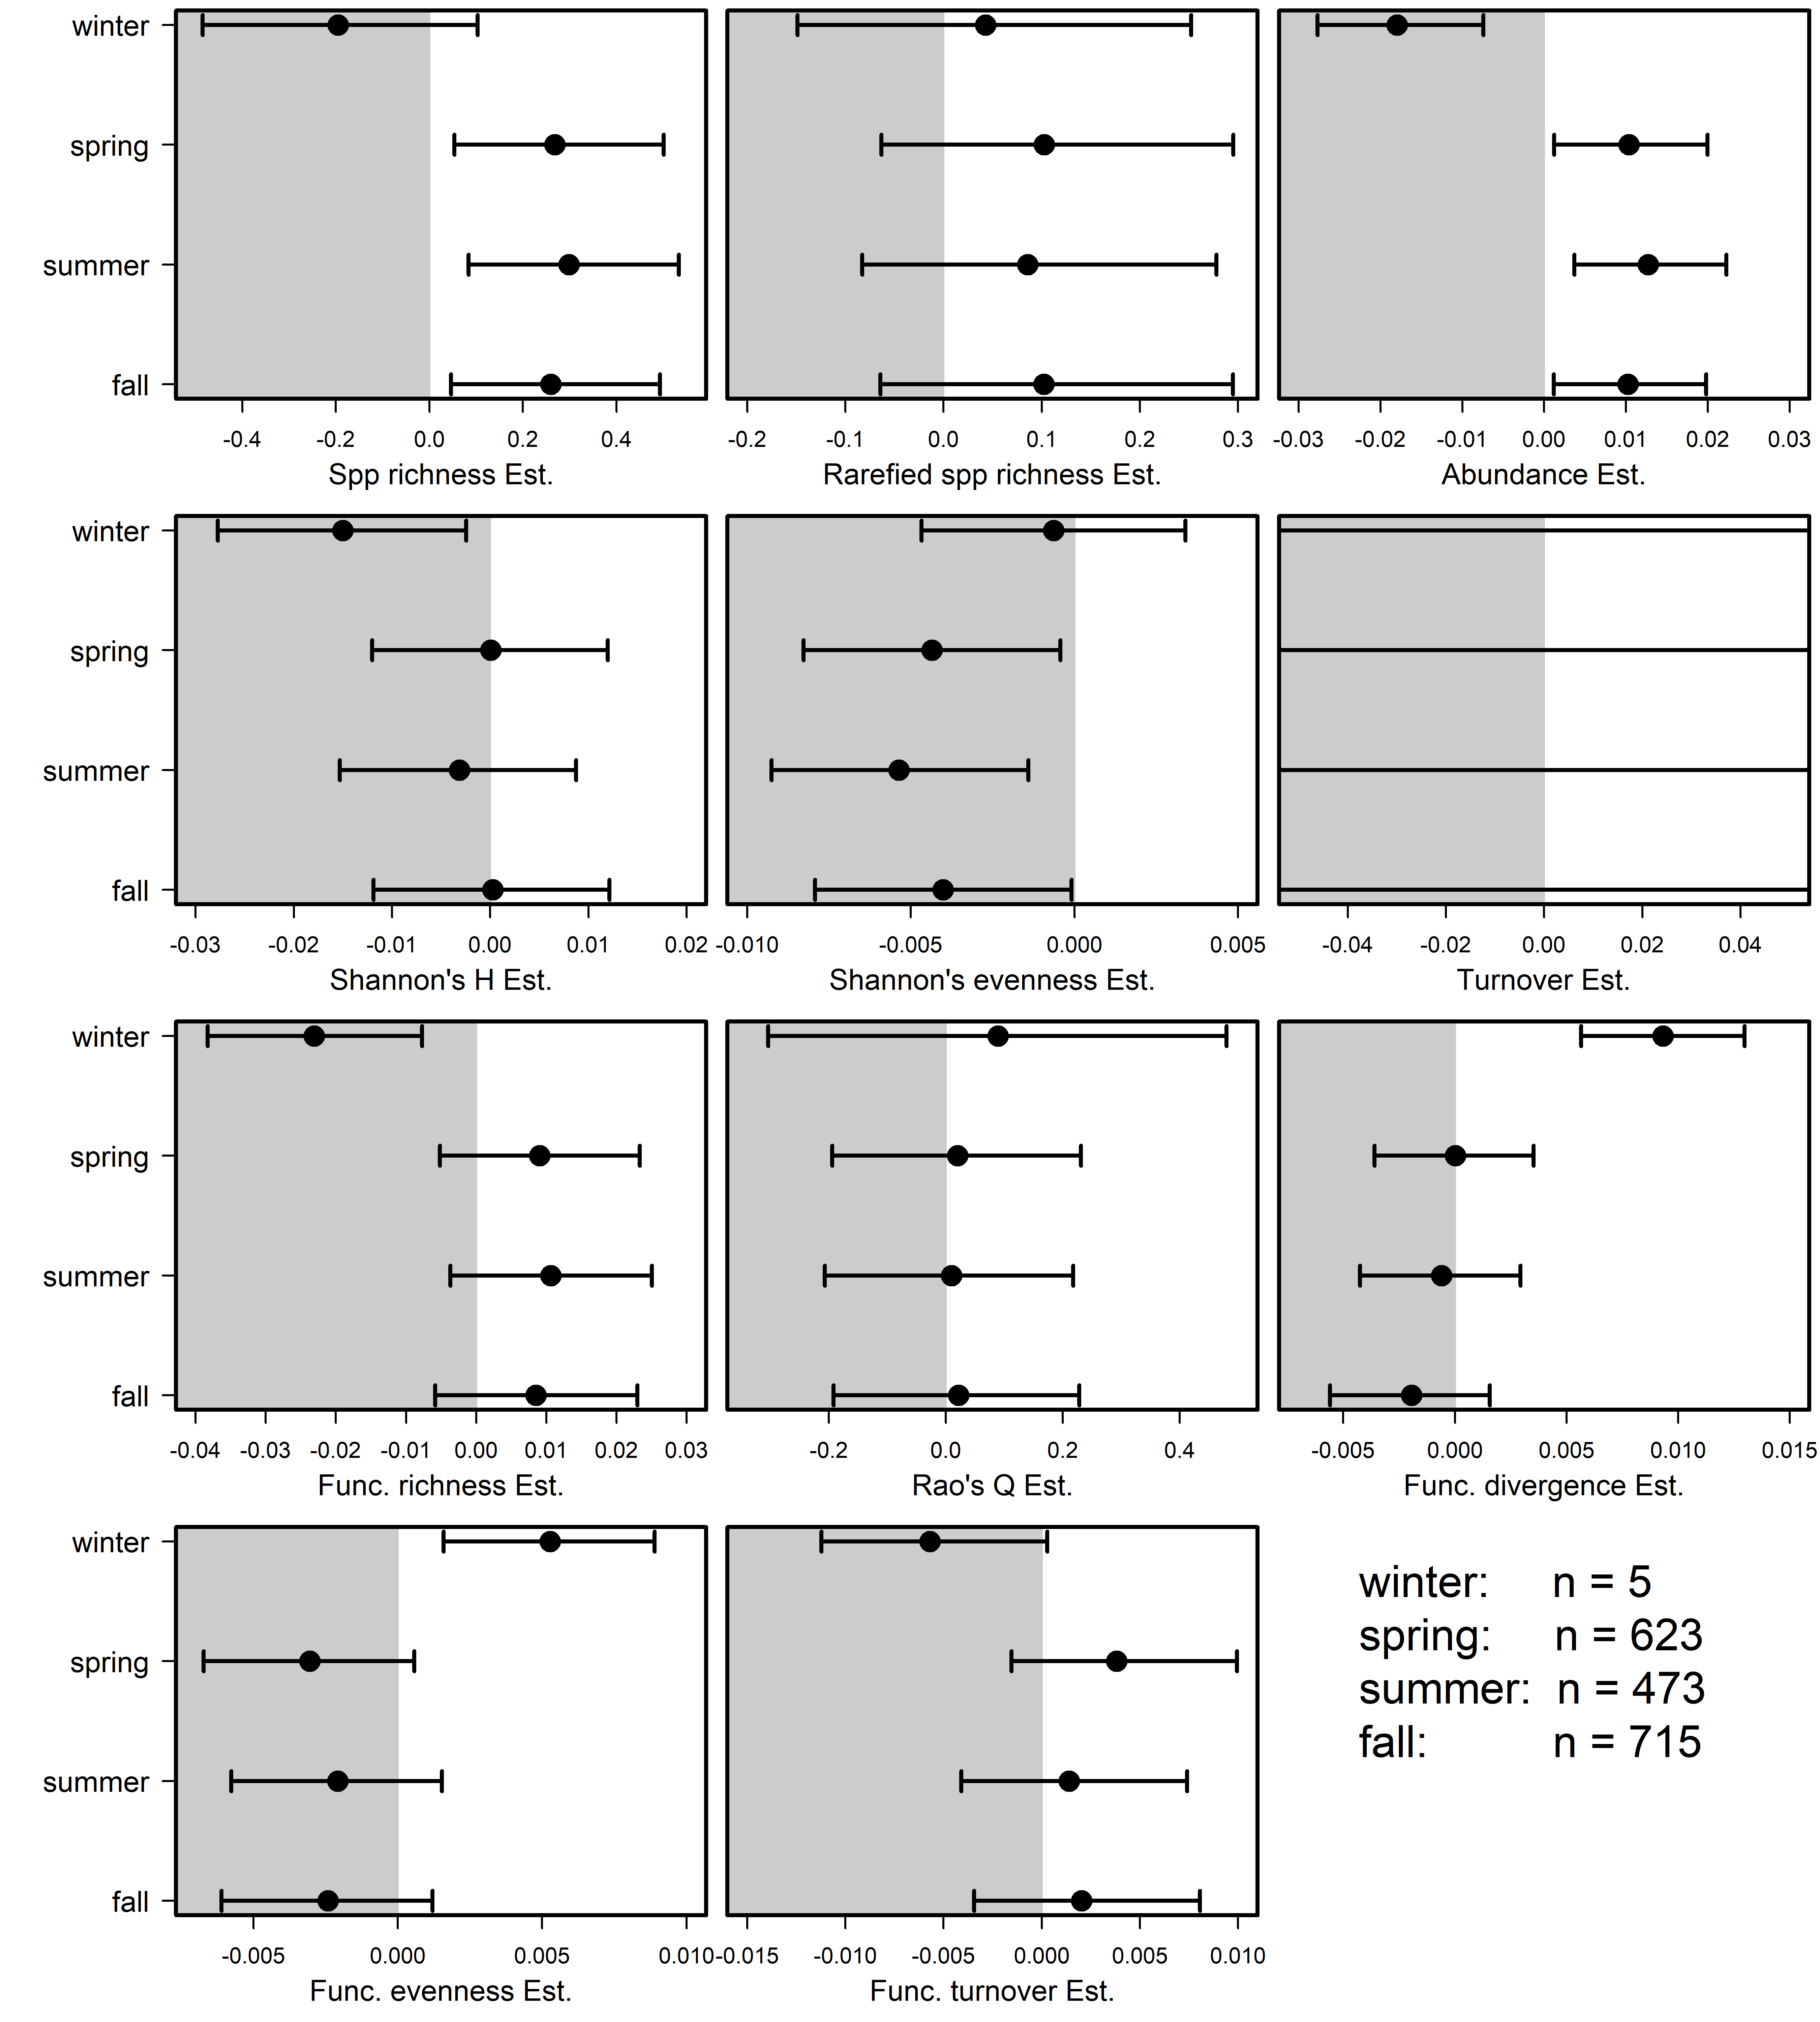 winter
spring
summer
fall
-0.4 -0.2 0.0 0.2 0.4
Spp richness Est.
-0.2 -0.1 0.0 0.1 0.2 0.3
Rarefied spp richness Est.
-0.03 -0.02 -0.01 0.00 0.01 0.02 0.03
Abundance Est.
winter
spring
summer
fall
-0.03 -0.02 -0.01 0.00 0.01 0.02
Shannon's H Est.
-0.010 -0.005 0.000 0.005
Shannon's evenness Est.
-0.04 -0.02 0.00 0.02 0.04
Turnover Est.
winter
spring
summer
fall
-0.04 -0.03 -0.02 -0.01 0.00 0.01 0.02 0.03
Func. richness Est.
-0.2 0.0 0.2 0.4
Rao's Q Est.
-0.005 0.000 0.005 0.010 0.015
Func. divergence Est.
winter
spring
summer
fall
-0.005 0.000 0.005 0.010
Func. evenness Est.
-0.015 -0.010 -0.005 0.000 0.005 0.010
Func. turnover Est.
winter: n = 5
spring: n = 623
summer: n = 473
fall: n = 715